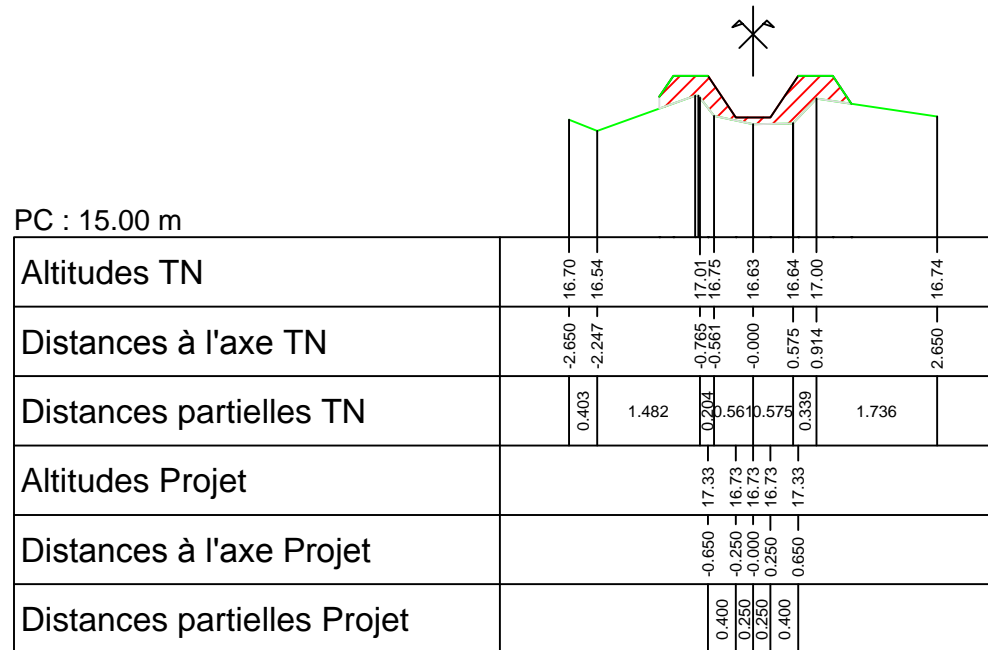 PC : 15.00 m
Altitudes TN
16.70 16.54 17.01 16.75 16.63 16.64 17.00 16.74
Distances à l'axe TN
-2.650 -2.247 -0.765 -0.561 -0.000 0.575 0.914 2.650
Distances partielles TN
0.403 1.482 0.204 0.561 0.575 0.339 1.736
Altitudes Projet
17.33 16.73 16.73 16.73 17.33
Distances à l'axe Projet
-0.650 -0.250 -0.000 0.250 0.650
Distances partielles Projet
0.400 0.250 0.250 0.400